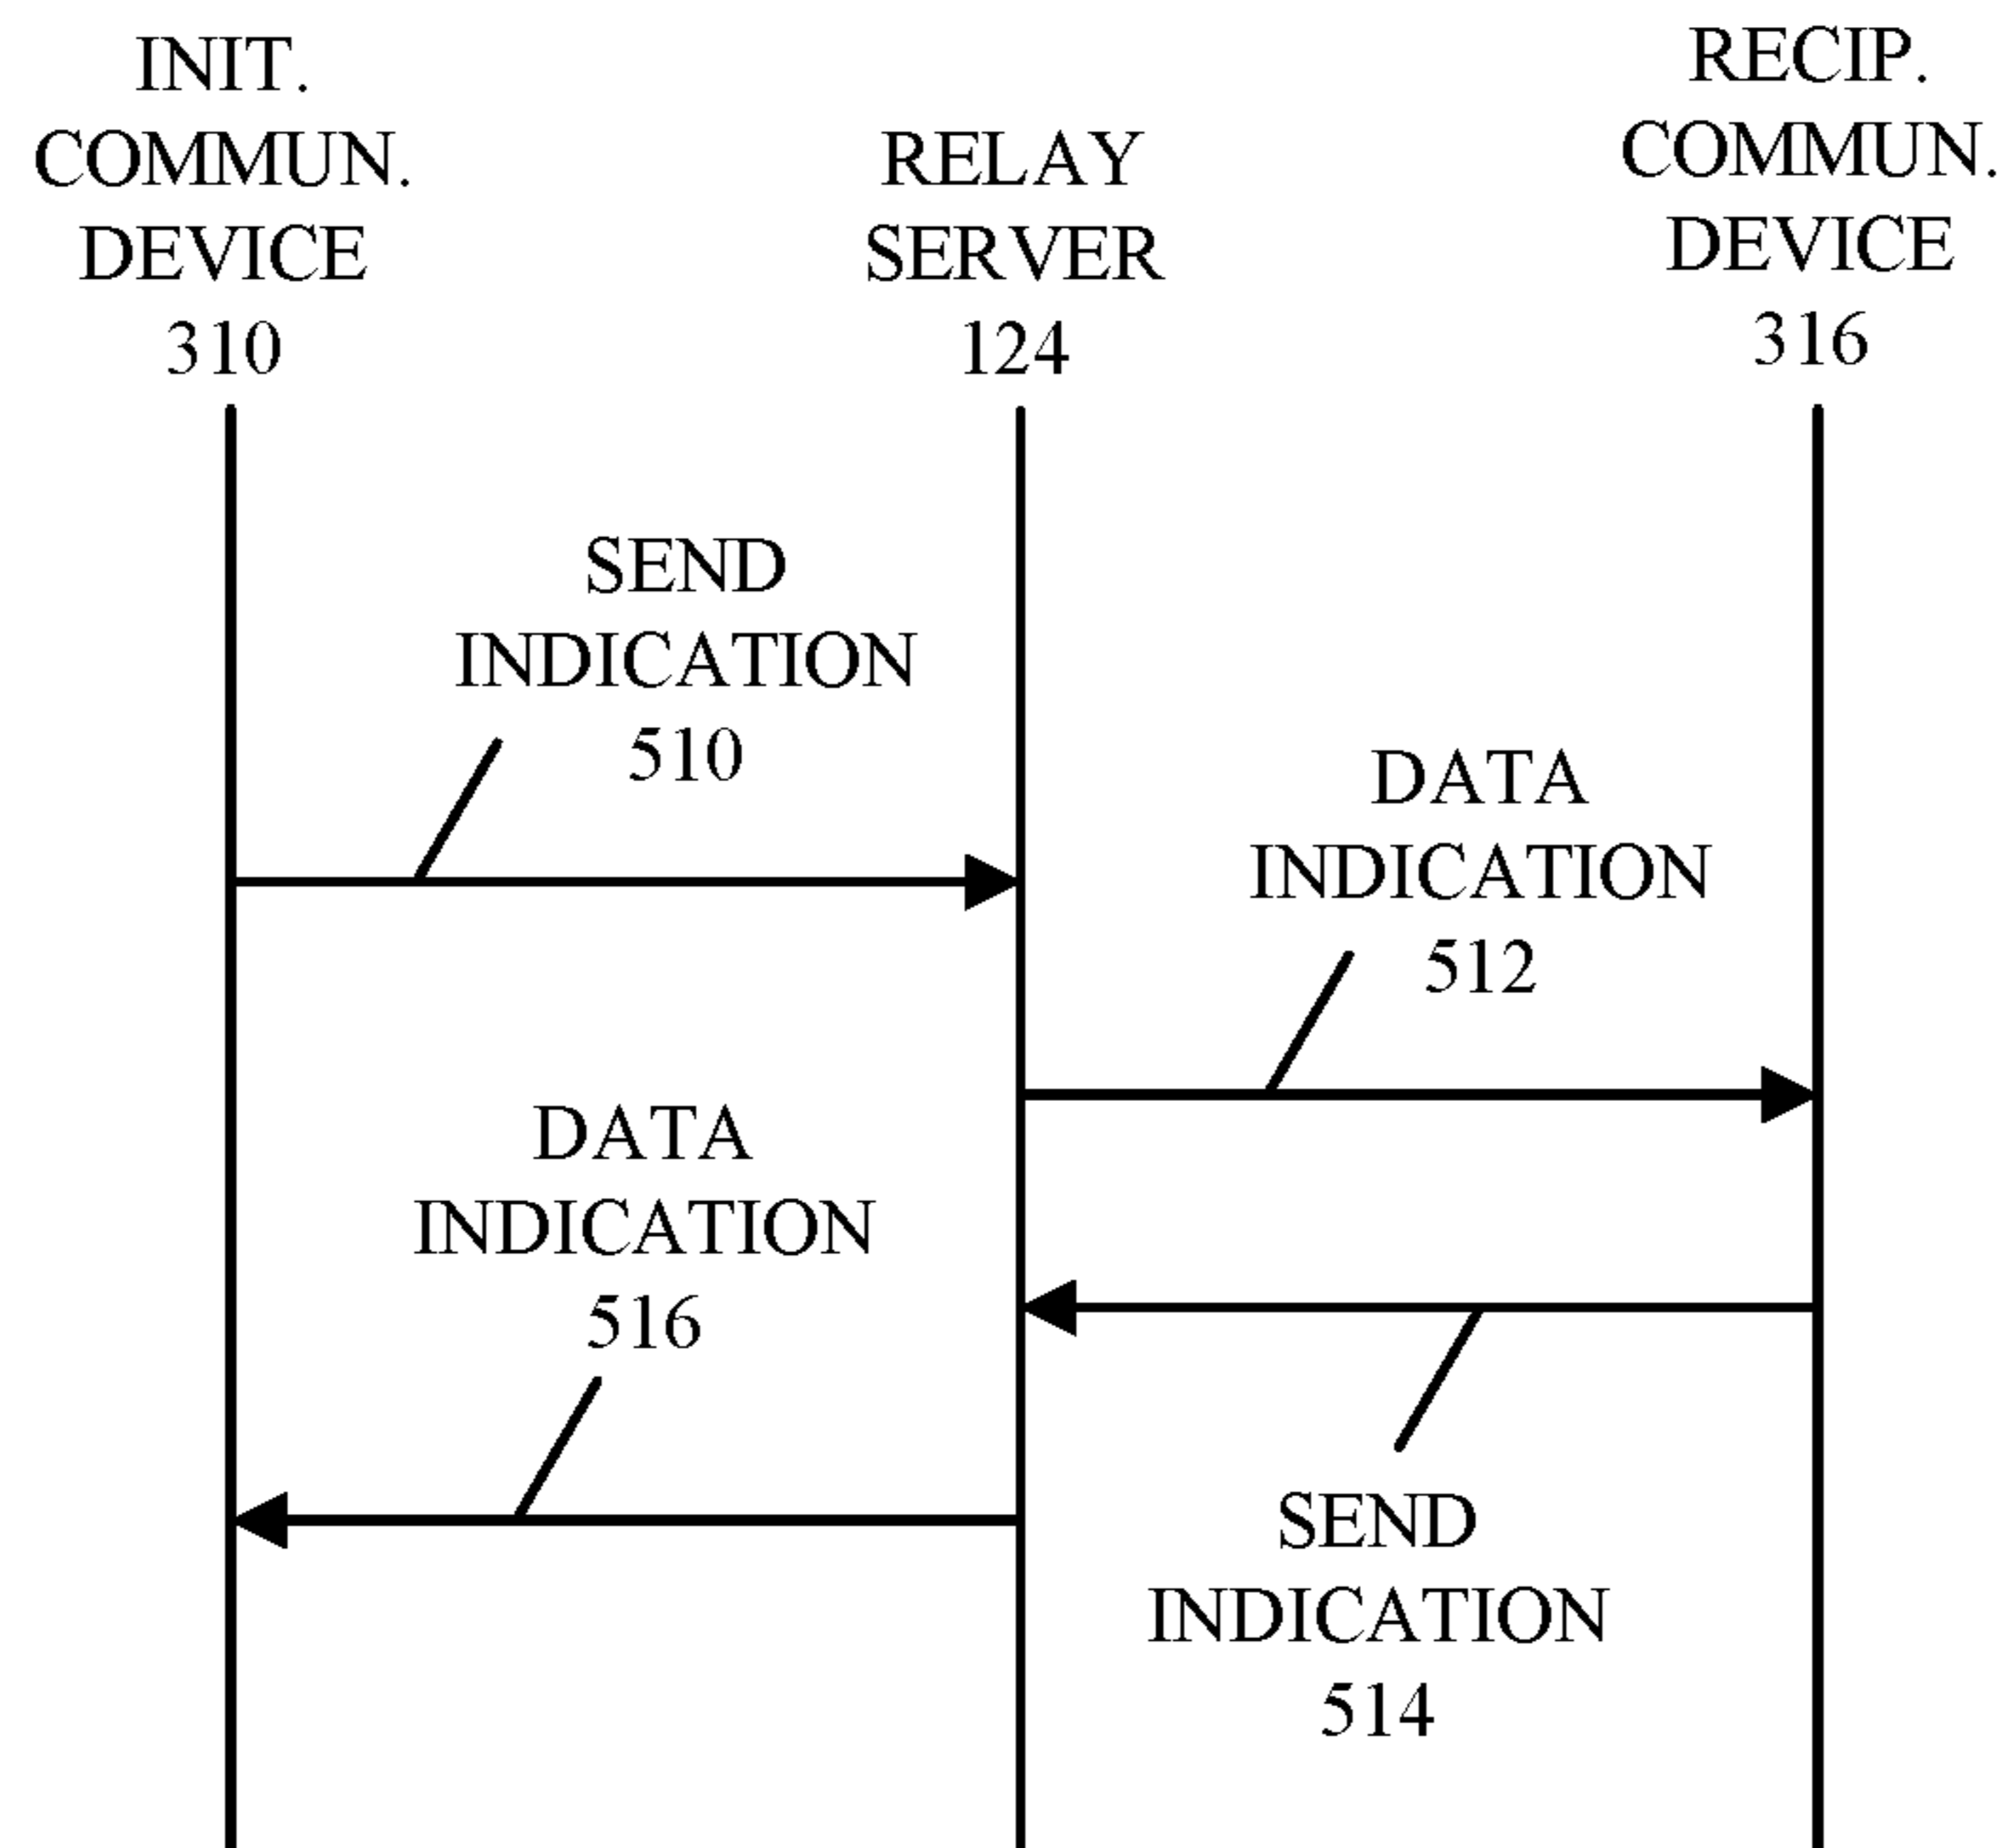 INIT.
COMMUN.
DEVICE
310
RELAY
SERVER
124
RECIP.
COMMUN.
DEVICE
316
SEND
INDICATION
510
DATA
INDICATION
512
DATA
INDICATION
516
SEND
INDICATION
514